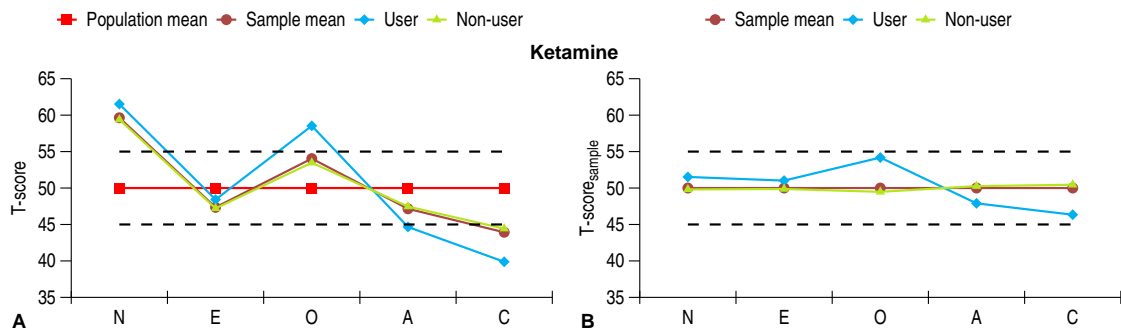 Population mean Sample mean User Non-user
Sample mean User Non-user
Ketamine
T-score
65
60
55
50
45
40
35
N E O A C
A
T-scoresample
65
60
55
50
45
40
35
N E O A C
B